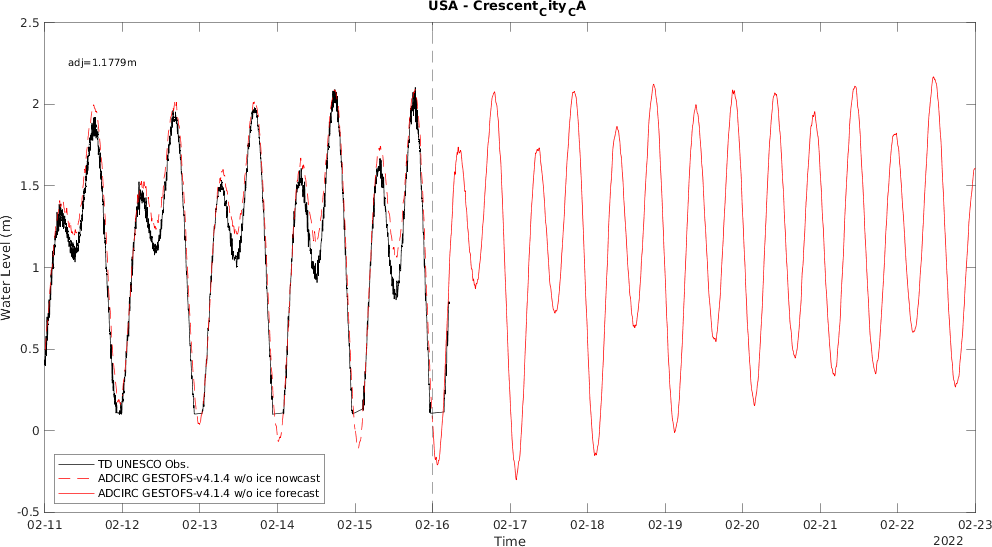 USA - Crescent_City_CA
2.5
adj=1.1779m
2
1.5
1
0.5
0
-0.5
Water Level (m)
TD UNESCO Obs.
ADCIRC GESTOFS-v4.1.4 w/o ice nowcast
ADCIRC GESTOFS-v4.1.4 w/o ice forecast
02-11 02-12 02-13 02-14 02-15 02-16 02-17 02-18 02-19 02-20 02-21 02-22 02-23
Time
2022